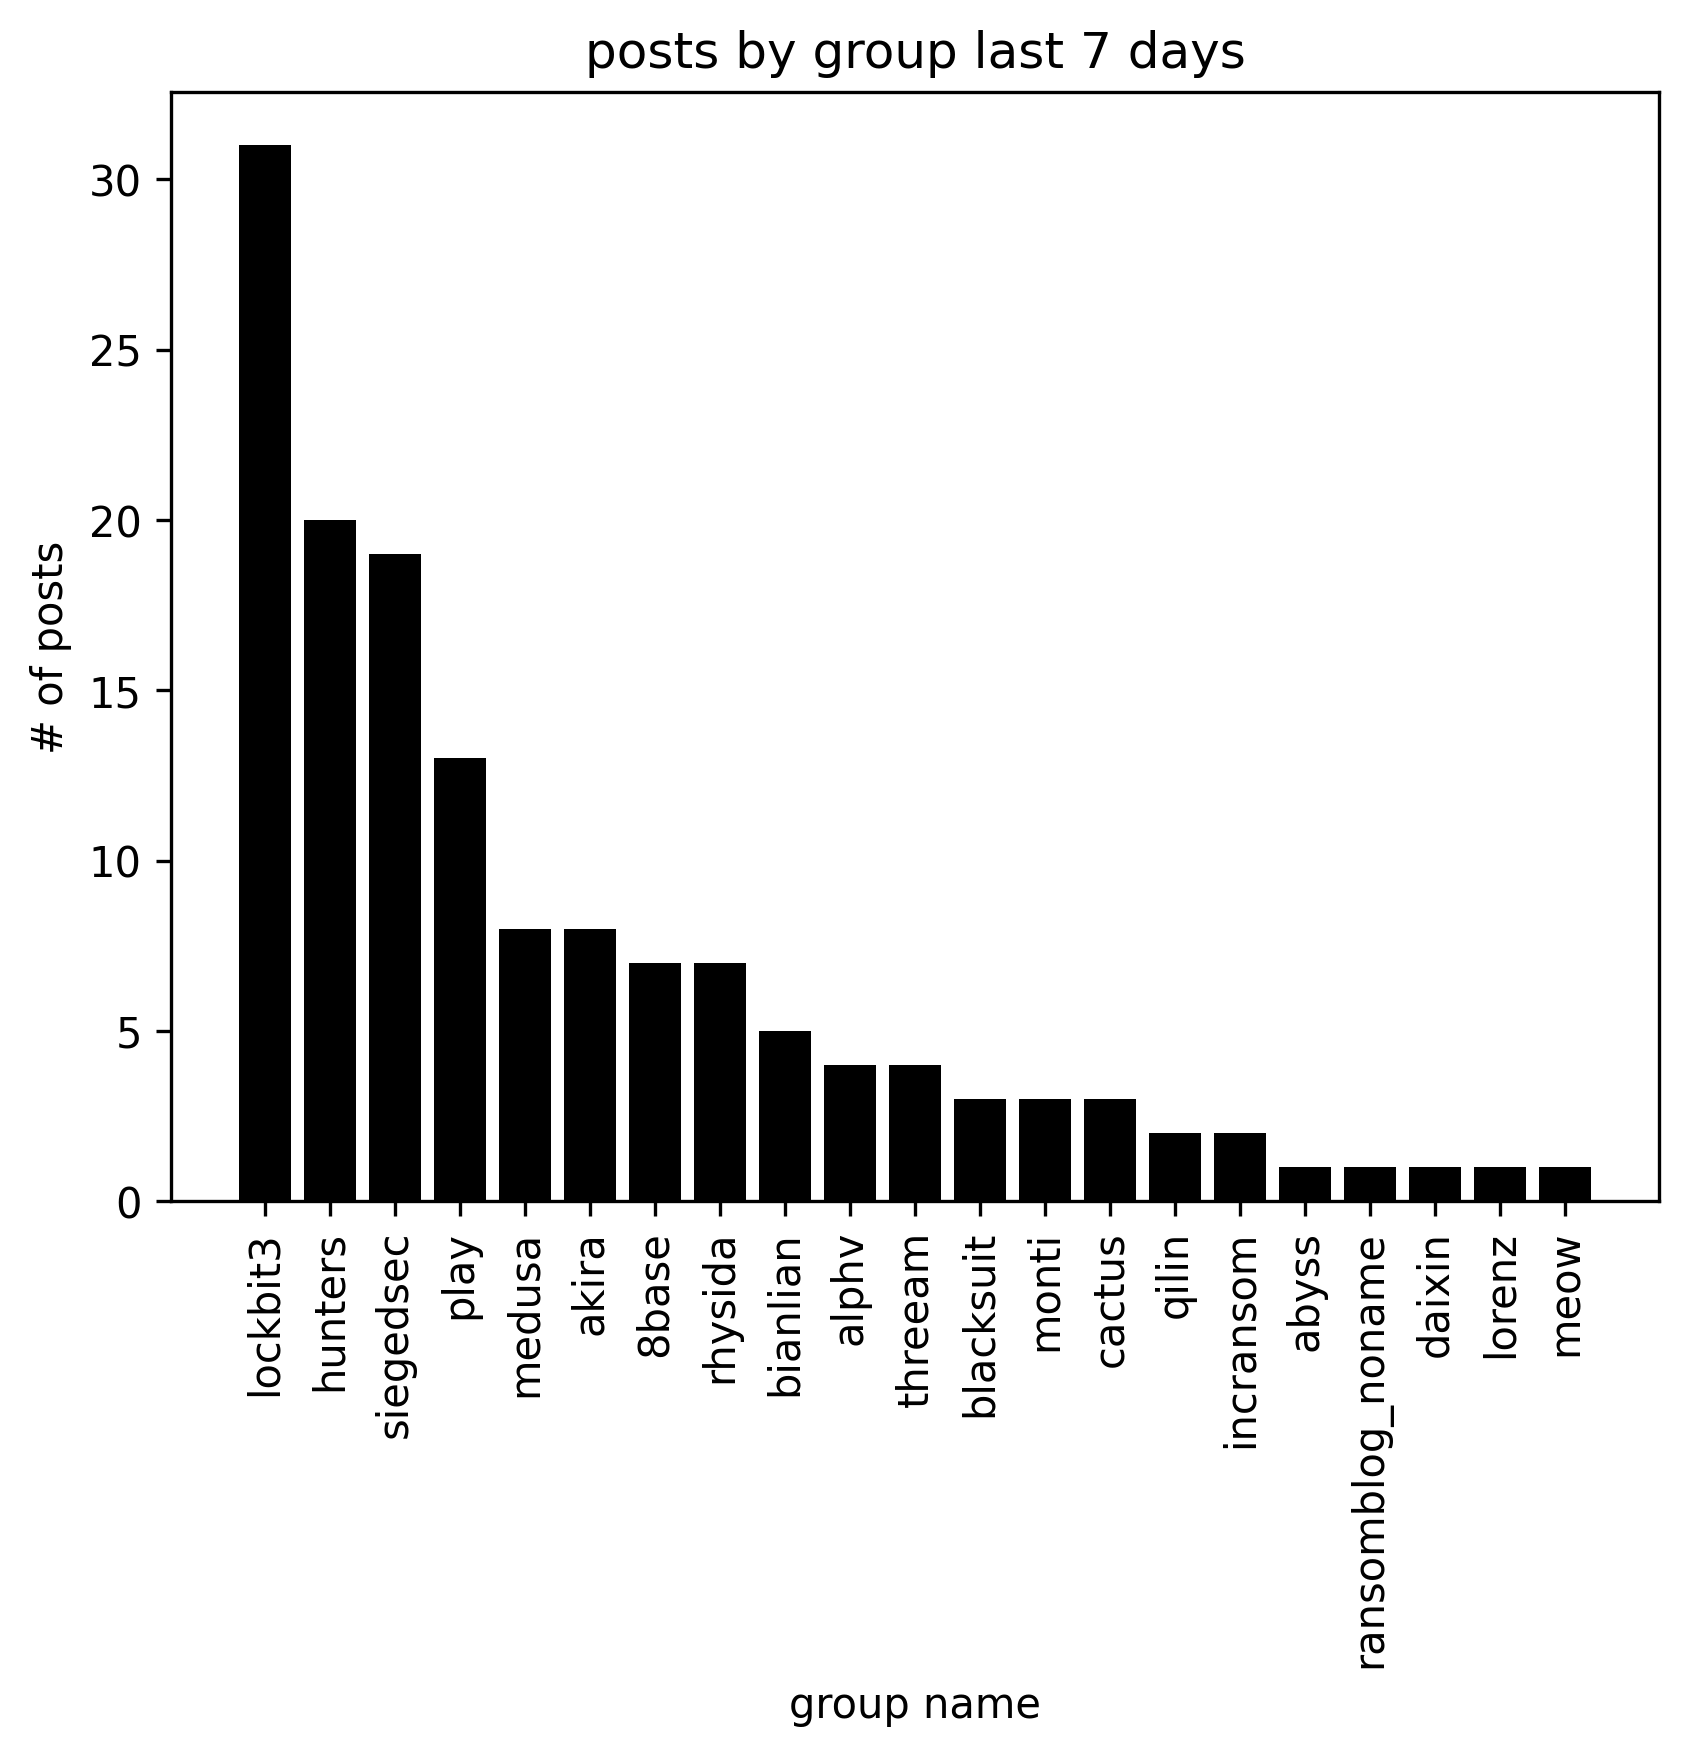 posts by group last 7 days
30
25
20
15
10
5
0
# of posts
lockbit3
hunters
siegedsec
play
medusa
akira
8base
rhysida
bianlian
alphv
threeam
blacksuit
monti
cactus
qilin
incransom
abyss
ransomblog_noname
daixin
lorenz
meow
group name